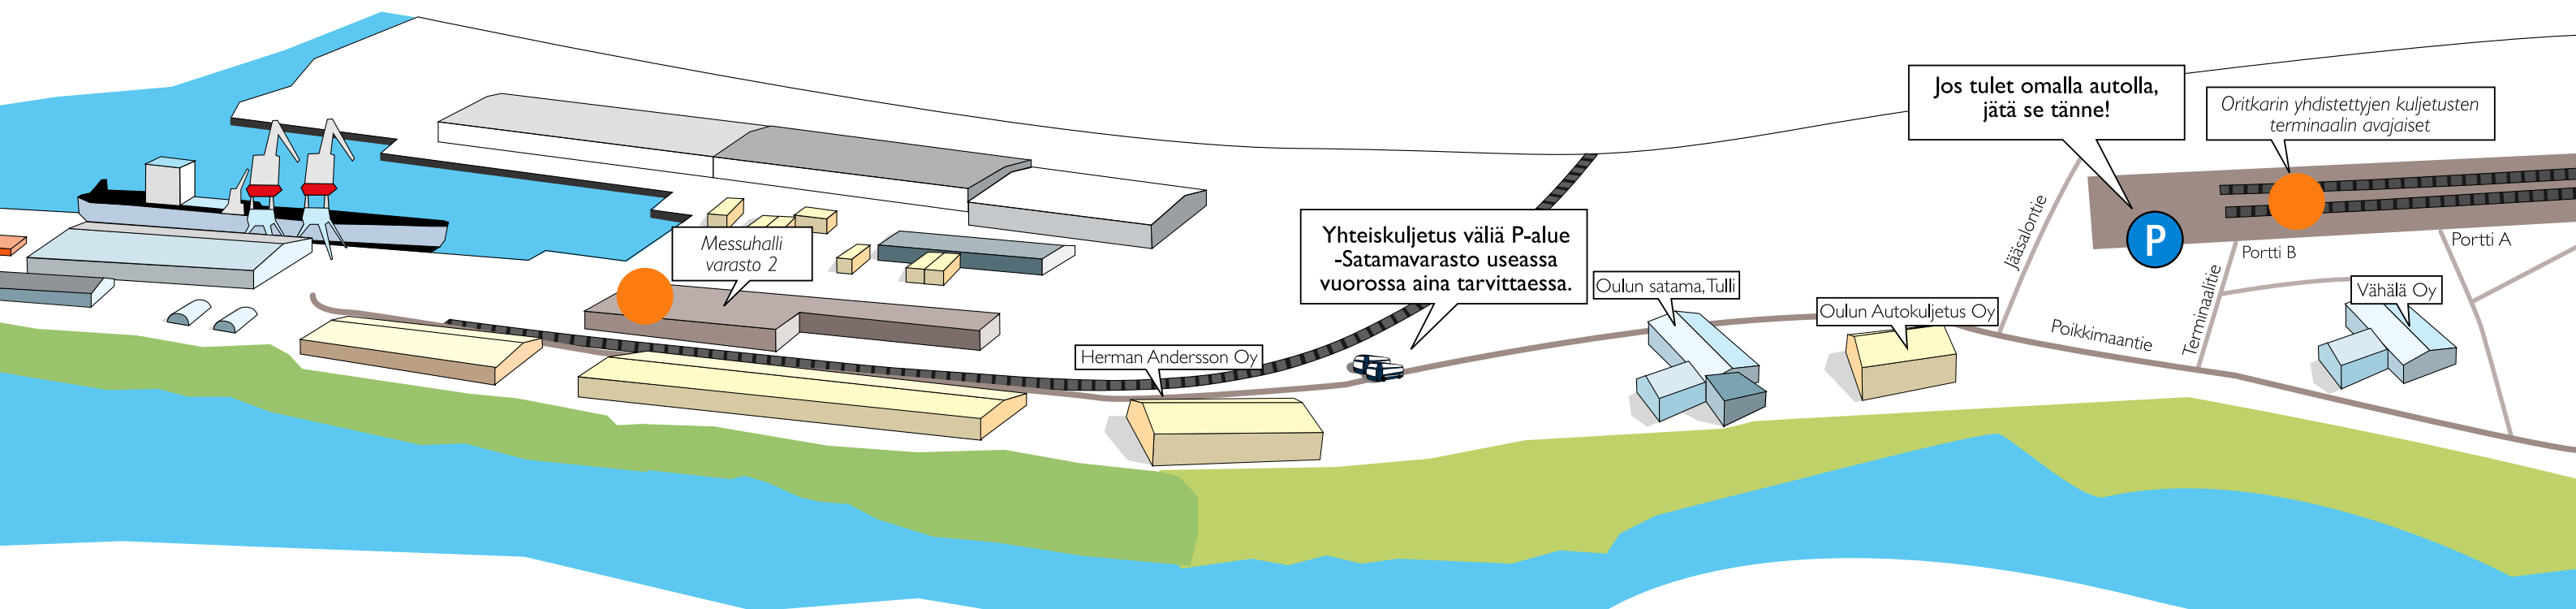 Jos tulet omalla autolla,
jätä se tänne!
Oritkarin yhdistettyjen kuljetusten
terminaalin avajaiset
Messuhalli
varasto 2
Yhteiskuljetus väliä P-alue
-Satamavarasto useassa
vuorossa aina tarvittaessa.
Jääsalontie
P
Portti B
Portti A
Oulun satama, Tulli
Terminaalitie
Vähälä Oy
Oulun Autokuljetus Oy
Poikkimaantie
Herman Andersson Oy